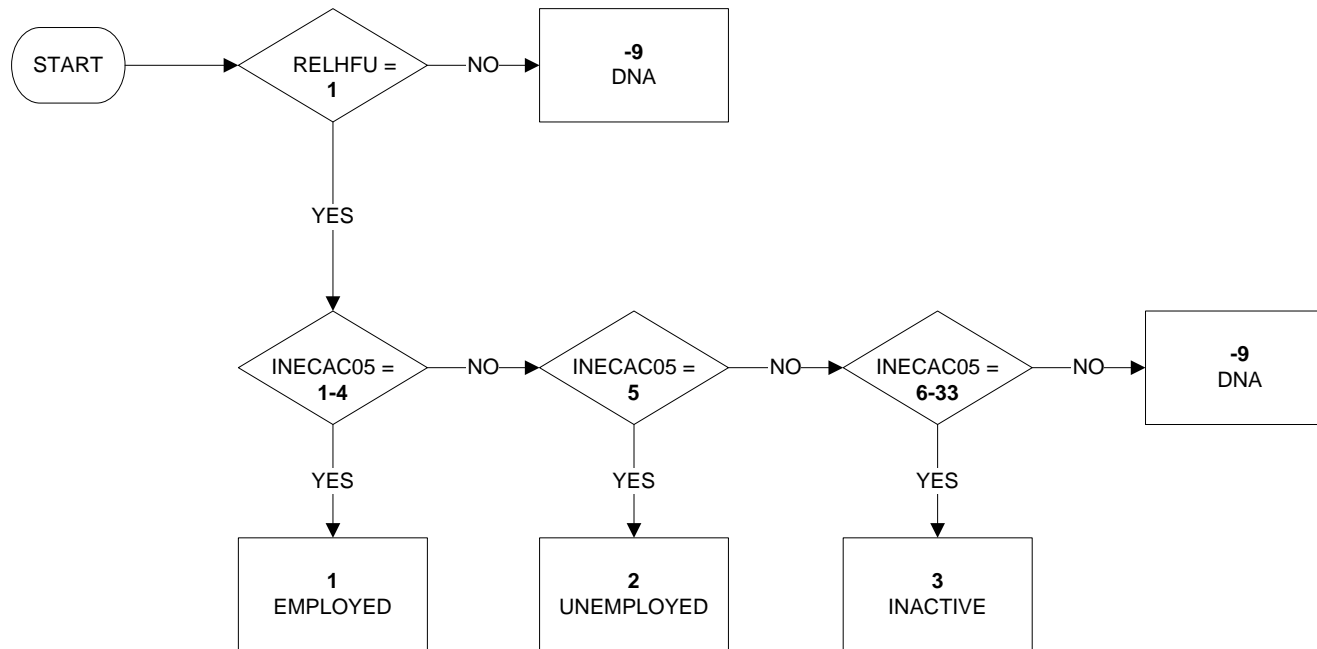 START
RELHFU =
1
NO
-9
DNA
YES
INECAC05 =
1-4
NO
INECAC05 =
5
NO
INECAC05 =
6-33
NO
-9
DNA
YES
YES
YES
1
EMPLOYED
2
UNEMPLOYED
3
INACTIVE